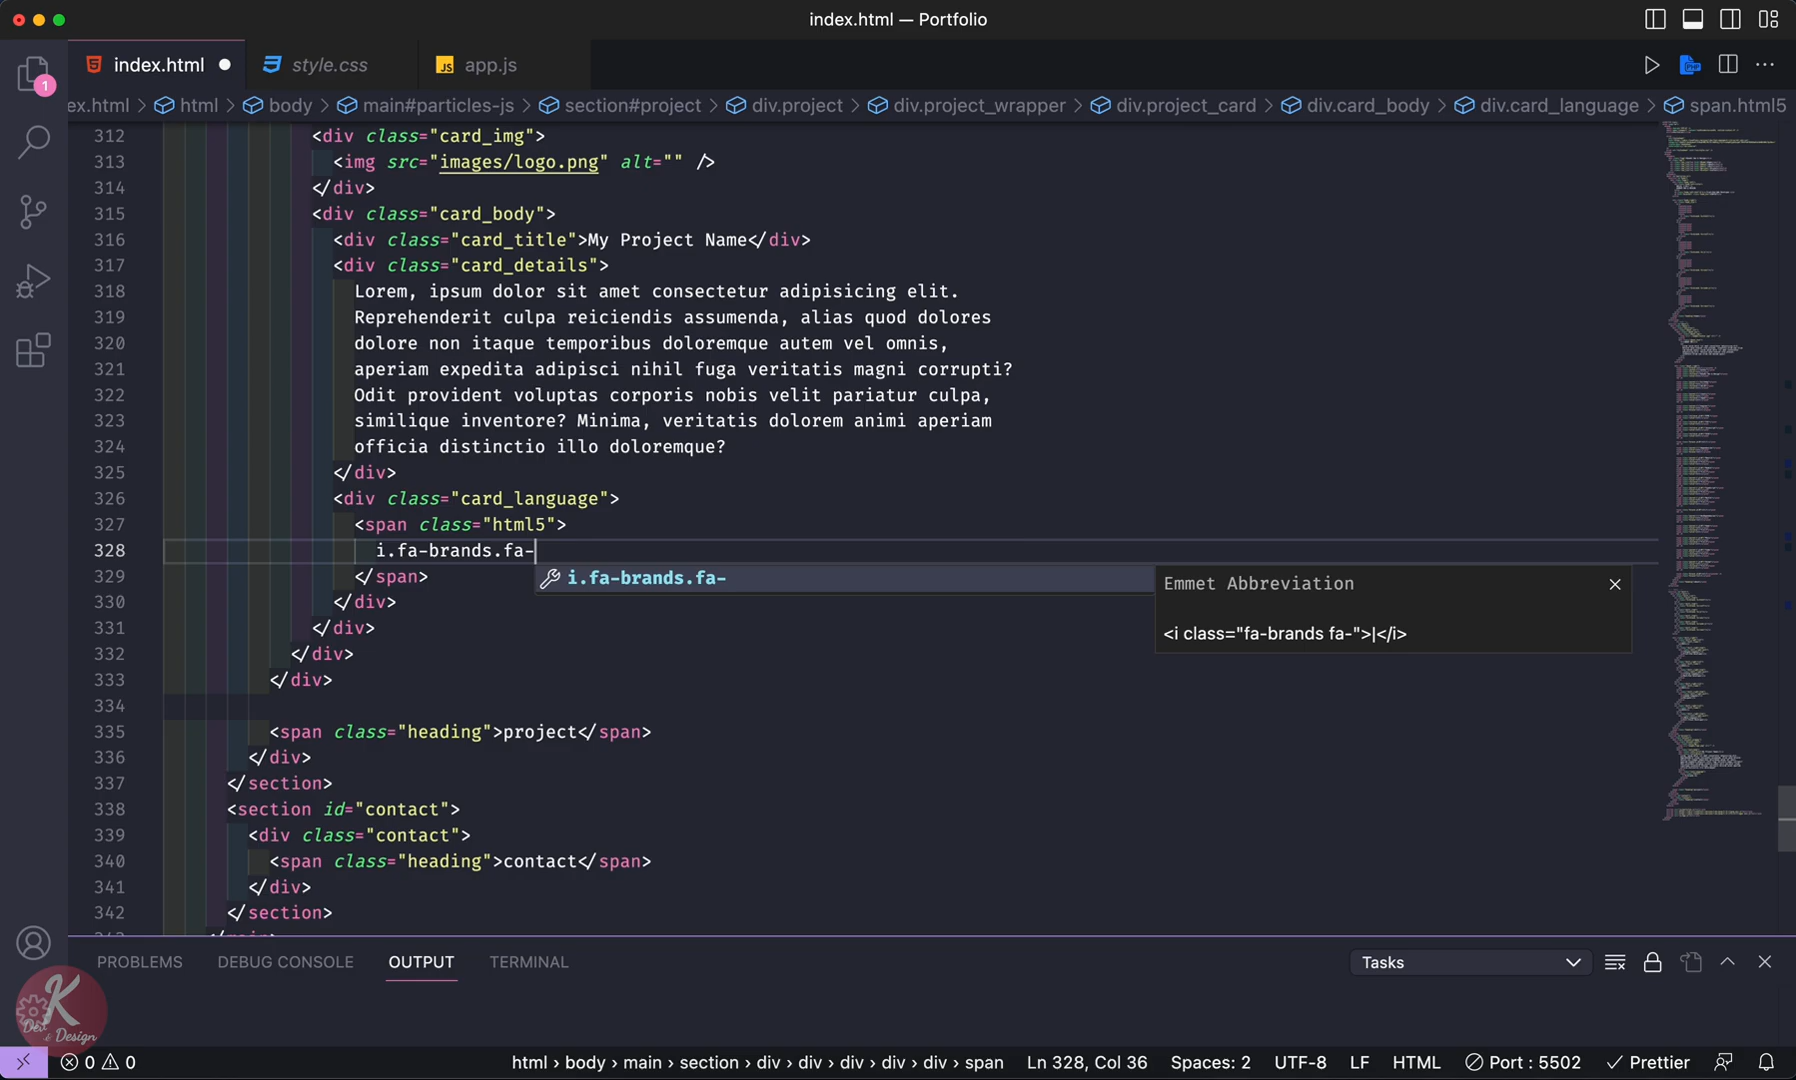 index.html — Portfolio
index.html
style.css
app.js
PHP
1
ex.html > html > body > main#particles-js > section#project > div.project > div.project_wrapper > div.project_card > div.card_body > div.card_language > span.html5
312 <div class="card_img">
313 <img src="images/logo.png" alt="" />
314 </div>
315 <div class="card_body">
316 <div class="card_title">My Project Name</div>
317 <div class="card_details">
318 Lorem, ipsum dolor sit amet consectetur adipisicing elit.
319 Reprehenderit culpa reiciendis assumenda, alias quod dolores
320 dolore non itaque temporibus doloremque autem vel omnis,
321 aperiam expedita adipisci nihil fuga veritatis magni corrupti?
322 Odit provident voluptas corporis nobis velit pariatur culpa,
323 similique inventore? Minima, veritatis dolorem animi aperiam
324 officia distinctio illo doloremque?
325 </div>
326 <div class="card_language">
327 <span class="html5">
328 i.fa-brands.fa-
i.fa-brands.fa-
Emmet Abbreviation
<i class="fa-brands fa-">|</i>
329 </span>
330 </div>
331 </div>
332 </div>
333 </div>
334
335 <span class="heading">project</span>
336 </div>
337 </section>
338 <section id="contact">
339 <div class="contact">
340 <span class="heading">contact</span>
341 </div>
342 </section>
PROBLEMS DEBUG CONSOLE OUTPUT TERMINAL
Tasks
K
Dev & Design
0 0 html > body > main > section > div > div > div > div > div > span Ln 328, Col 36 Spaces: 2 UTF-8 LF HTML Port : 5502 Prettier